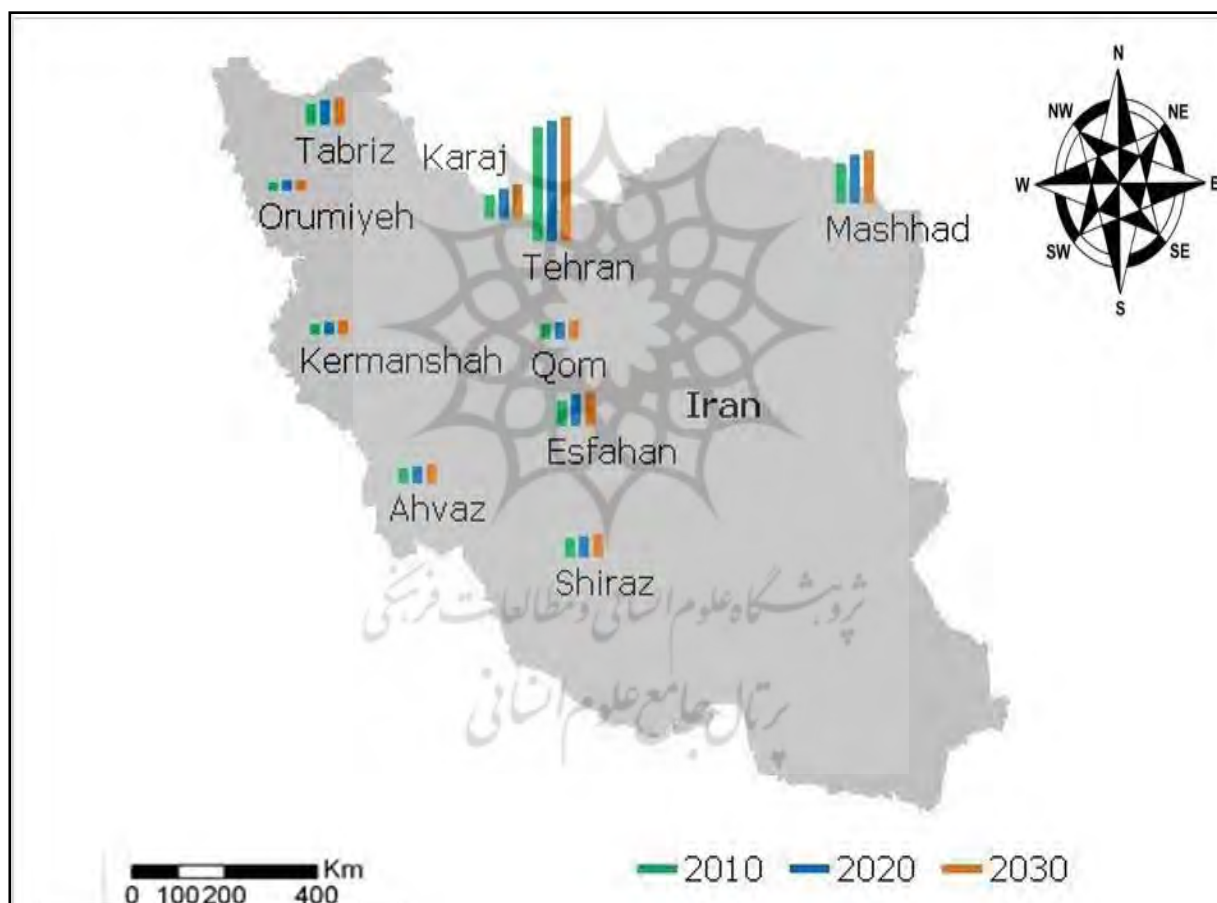 N
NW
NE
W
E
SW
SE
S
Tabriz
Karaj
Orumiyeh
Tehran
Mashhad
Kermanshah
Qom
Iran
Esfahan
Ahvaz
Shiraz
پژوهشگاه علوم انسانی و مطالعات فرهنگی
پرتال جامع علوم انسانی
Km
0 100 200 400
2010 2020 2030